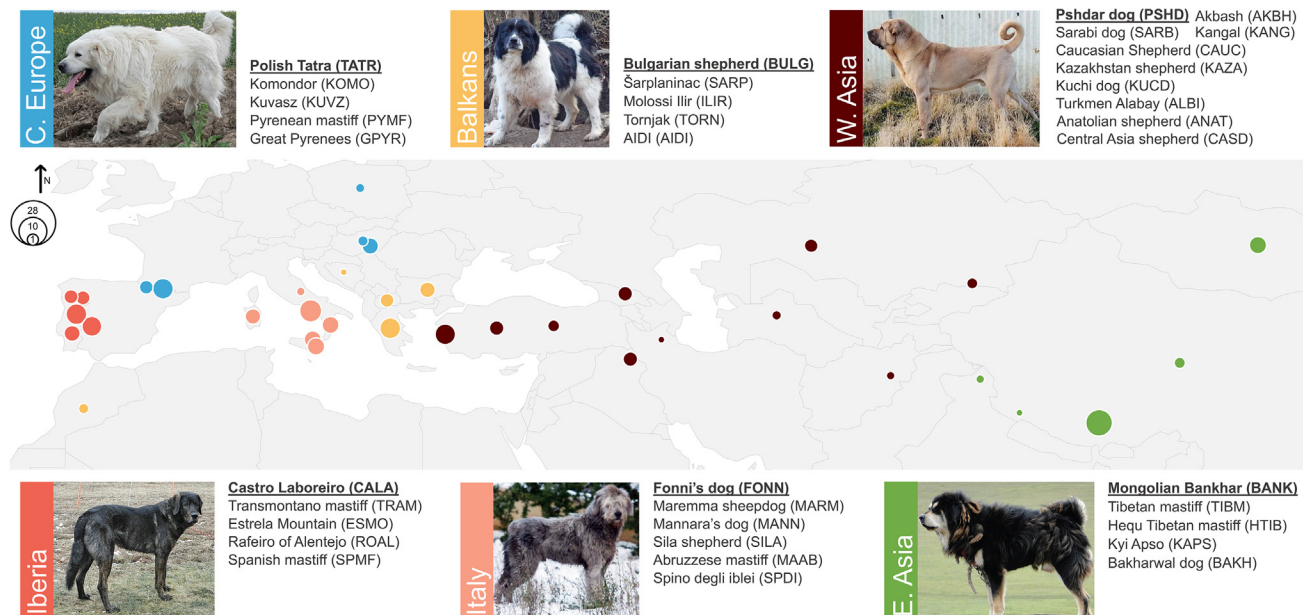 C. Europe
Polish Tatra (TATR)
Komondor (KOMO)
Kuvasz (KUVZ)
Pyrenean mastiff (PYMF)
Great Pyrenees (GPYR)
Balkans
Bulgarian shepherd (BULG)
Šarplaninac (SARP)
Molossi Ilir (ILIR)
Tornjak (TORN)
AIDI (AIDI)
W. Asia
Pshdar dog (PSHD) Akbash (AKBH)
Sarabi dog (SARB) Kangal (KANG)
Caucasian Shepherd (CAUC)
Kazakhstan shepherd (KAZA)
Kuchi dog (KUCD)
Turkmen Alabay (ALBI)
Anatolian shepherd (ANAT)
Central Asia shepherd (CASD)
N
28
10
1
Iberia
Castro Laboreiro (CALA)
Transmontano mastiff (TRAM)
Estrela Mountain (ESMO)
Rafeiro of Alentejo (ROAL)
Spanish mastiff (SPMF)
Italy
Fonni's dog (FONN)
Maremma sheepdog (MARM)
Mannara's dog (MANN)
Sila shepherd (SILA)
Abruzzese mastiff (MAAB)
Spino degli iblei (SPDI)
E. Asia
Mongolian Bankhar (BANK)
Tibetan mastiff (TIBM)
Hequ Tibetan mastiff (HTIB)
Kyi Apso (KAPS)
Bakharwal dog (BAKH)